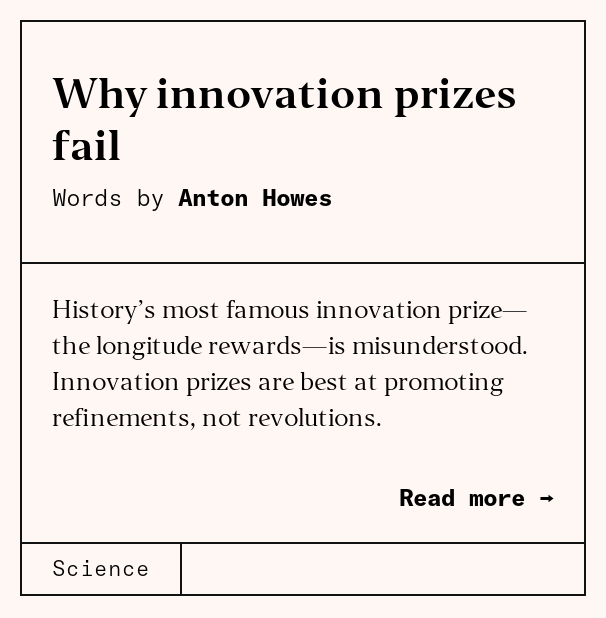 Why innovation prizes
fail
Words by Anton Howes
History’s most famous innovation prize—
the longitude rewards—is misunderstood.
Innovation prizes are best at promoting
refinements, not revolutions.
Read more →
Science